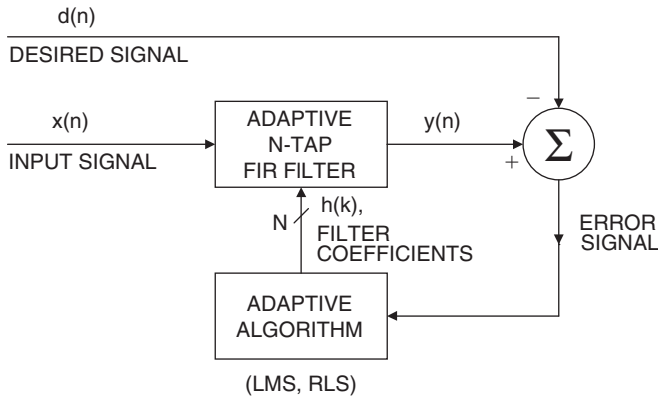 d(n)
DESIRED SIGNAL
x(n)
INPUT SIGNAL
ADAPTIVE
N-TAP
FIR FILTER
y(n)
−
+
Σ
N
h(k),
FILTER
COEFFICIENTS
ERROR
SIGNAL
ADAPTIVE
ALGORITHM
(LMS, RLS)